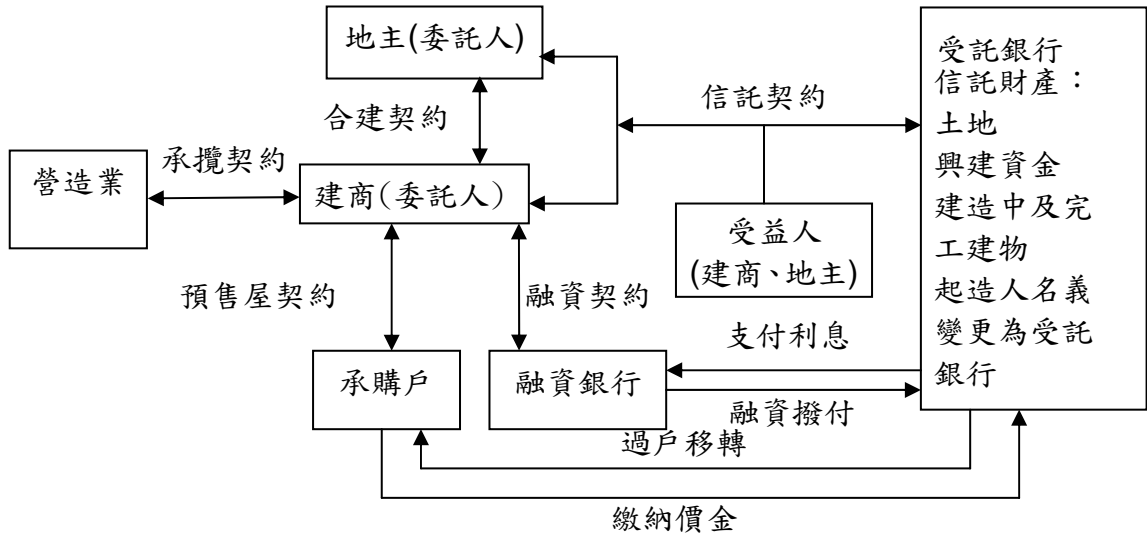 地主(委託人)
合建契約
信託契約
受託銀行
信託財產：
土地
興建資金
建造中及完
工建物
起造人名義
變更為受託
銀行
營造業
承攬契約
建商(委託人)
受益人
(建商、地主)
預售屋契約
融資契約
支付利息
承購戶
融資銀行
融資撥付
過戶移轉
繳納價金